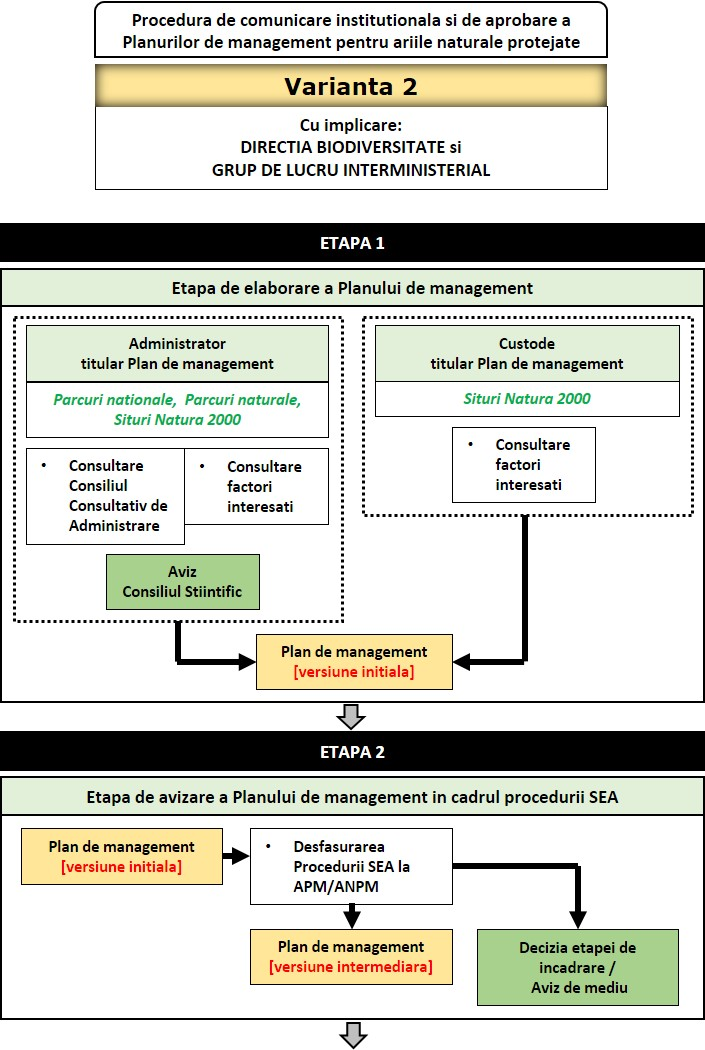 Procedura de comunicare institutionala si de aprobare a
Planurilor de management pentru ariile naturale protejate
Varianta 2
Cu implicare:
DIRECTIA BIODIVERSITATE si
GRUP DE LUCRU INTERMINISTERIAL
ETAPA 1
Etapa de elaborare a Planului de management
Administrator
titular Plan de management
Parcuri nationale, Parcuri naturale,
Situri Natura 2000
• Consultare
Consiliul
Consultativ de
Administrare
• Consultare
factori
interesati
Aviz
Consiliul Stiintific
Custode
titular Plan de management
Situri Natura 2000
• Consultare
factori
interesati
Plan de management
[versiune initiala]
ETAPA 2
Etapa de avizare a Planului de management in cadrul procedurii SEA
Plan de management
[versiune initiala]
• Desfasurarea
Procedurii SEA la
APM/ANPM
Plan de management
[versiune intermediara]
Decizia etapei de
incadrare /
Aviz de mediu